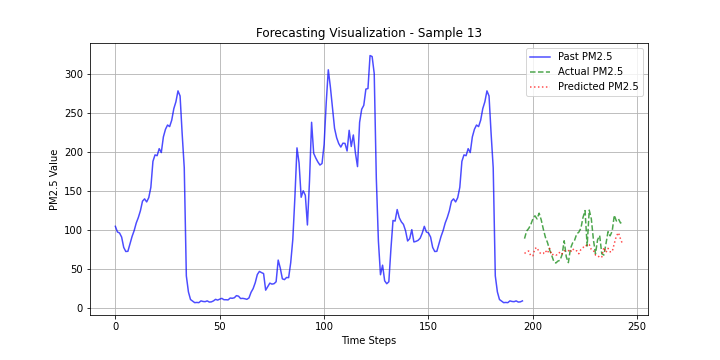 Forecasting Visualization - Sample 13
Past PM2.5
Actual PM2.5
Predicted PM2.5
PM2.5 Value
300
250
200
150
100
50
0
0 50 100 150 200 250
Time Steps